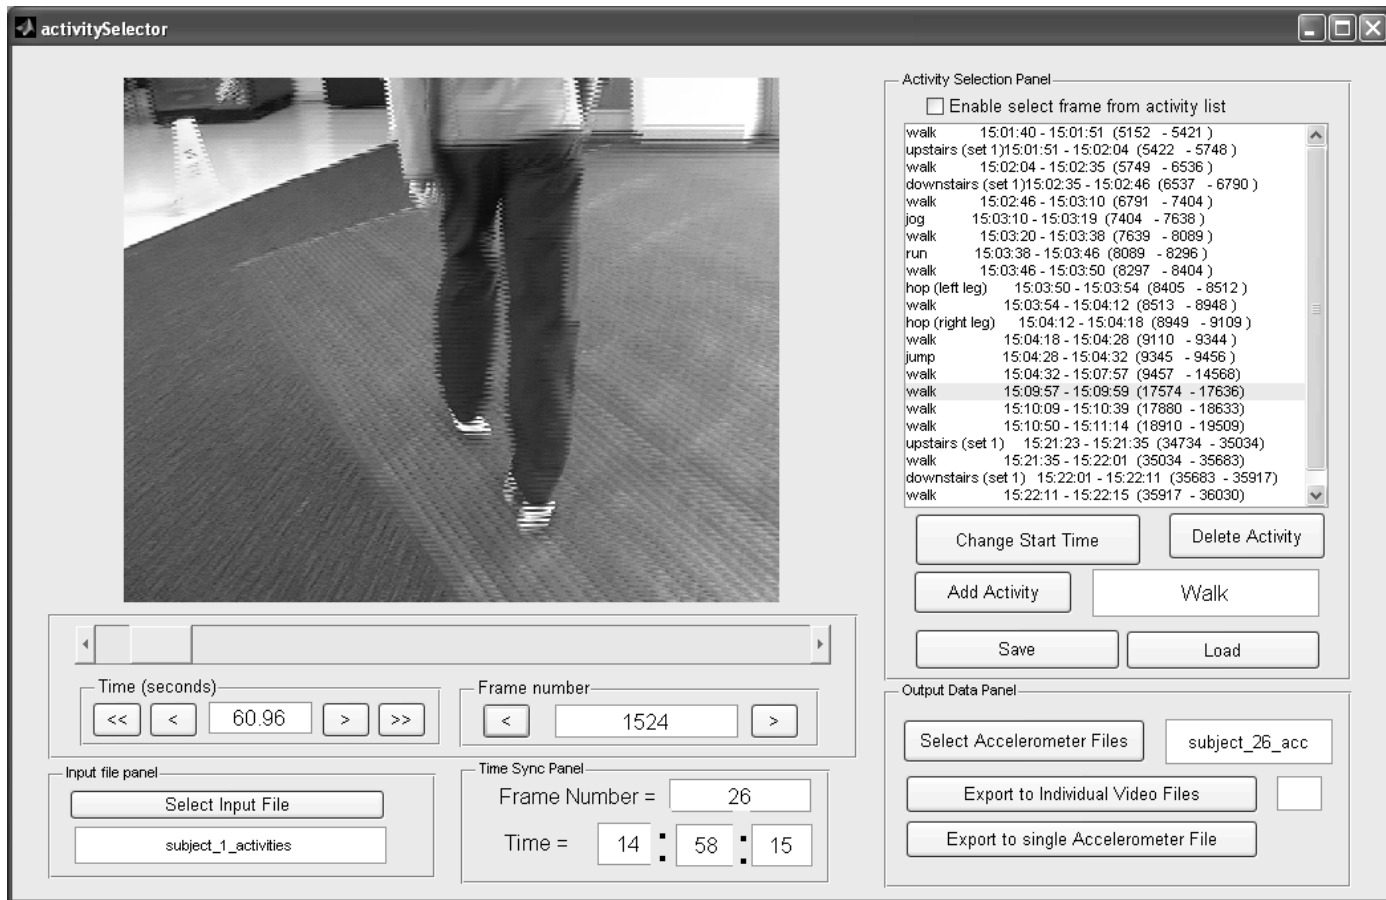 activitySelector
Activity Selection Panel
Enable select frame from activity list
walk 15:01:40 - 15:01:51 (5152 - 5421 )
upstairs (set 1)15:01:51 - 15:02:04 (5422 - 5748 )
walk 15:02:04 - 15:02:35 (5749 - 6536 )
downstairs (set 1)15:02:35 - 15:02:46 (6537 - 6790 )
walk 15:02:46 - 15:03:10 (6791 - 7404 )
jog 15:03:10 - 15:03:19 (7404 - 7638 )
walk 15:03:20 - 15:03:38 (7639 - 8089 )
run 15:03:38 - 15:03:46 (8089 - 8296 )
walk 15:03:46 - 15:03:50 (8297 - 8404 )
hop (left leg) 15:03:50 - 15:03:54 (8405 - 8512 )
walk 15:03:54 - 15:04:12 (8513 - 8948 )
hop (right leg) 15:04:12 - 15:04:18 (8949 - 9109 )
walk 15:04:18 - 15:04:28 (9110 - 9344 )
jump 15:04:28 - 15:04:32 (9345 - 9456 )
walk 15:04:32 - 15:07:57 (9457 - 14568)
walk 15:09:57 - 15:09:59 (17574 - 17636)
walk 15:10:09 - 15:10:39 (17880 - 18633)
walk 15:10:50 - 15:11:14 (18910 - 19509)
upstairs (set 1) 15:21:23 - 15:21:35 (34734 - 35034)
walk 15:21:35 - 15:22:01 (35034 - 35683)
downstairs (set 1) 15:22:01 - 15:22:11 (35683 - 35917)
walk 15:22:11 - 15:22:15 (35917 - 36030)
Change Start Time Delete Activity
Add Activity Walk
Save Load
Time (seconds)
<< < 60.96 > >>
Frame number
< 1524 >
Input file panel
Select Input File
subject_1_activities
Time Sync Panel
Frame Number = 26
Time = 14 : 58 : 15
Output Data Panel
Select Accelerometer Files subject_26_acc
Export to Individual Video Files
Export to single Accelerometer File